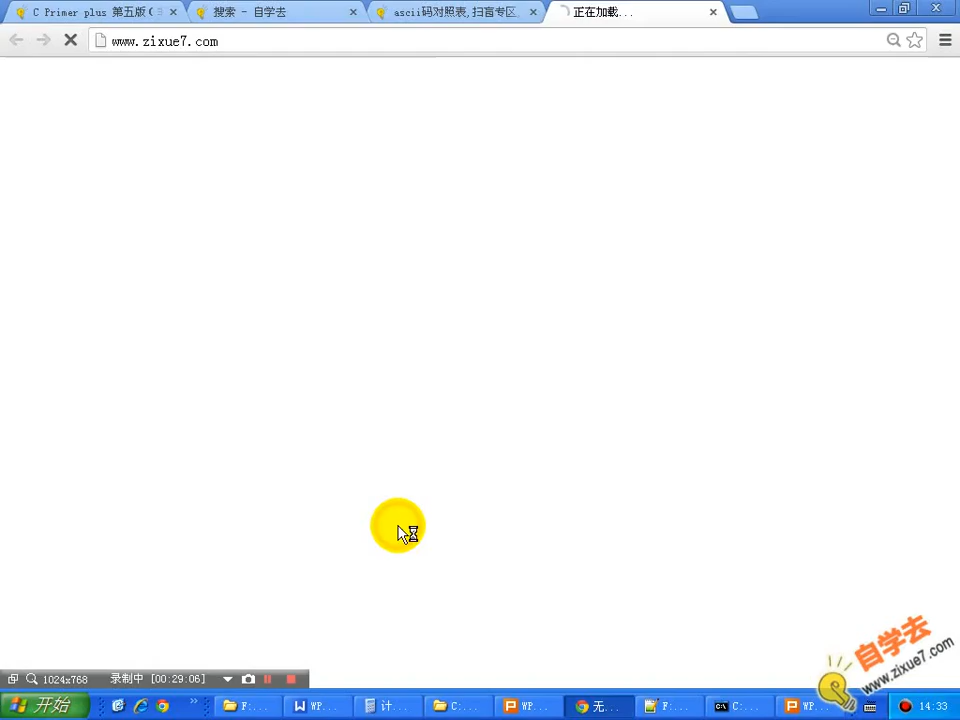 C Primer plus 第五版(
搜索 - 自学去
ascii码对照表,扫盲专区
正在加载...
www.zixue7.com
自学去
www.zixue7.com
1024x768 录制中 [00:29:06]
开始
F:...
WP...
计...
C:...
WP...
无...
F:...
C:...
WP...
14:33